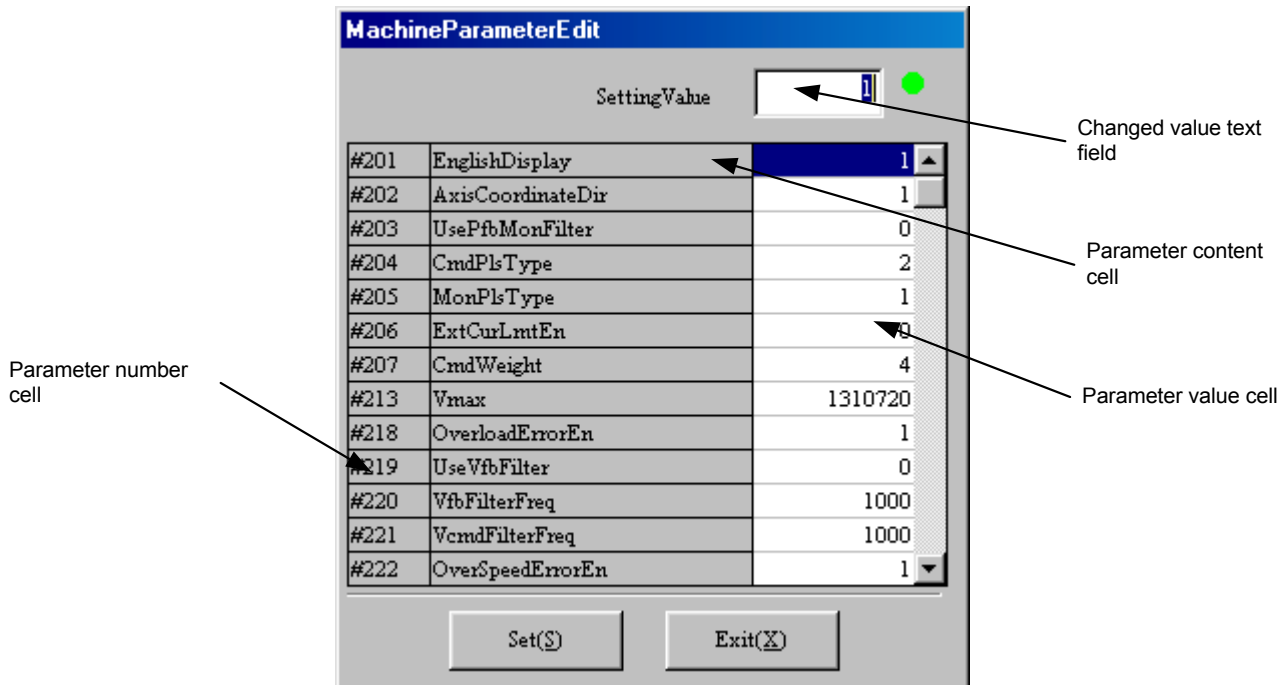 MachineParameterEdit
SettingValue 1
Changed value text
field
#201 EnglishDisplay 1
#202 AxisCoordinateDir 1
#203 UsePfbMonFilter 0
#204 CmdPlsType 2
#205 MonPlsType 1
#206 ExtCurLmtEn 0
#207 CmdWeight 4
#213 Vmax 1310720
#218 OverloadErrorEn 1
#219 UseVfbFilter 0
#220 VfbFilterFreq 1000
#221 VcmdFilterFreq 1000
#222 OverSpeedErrorEn 1
Parameter content
cell
Parameter number
cell
Parameter value cell
Set(S) Exit(X)